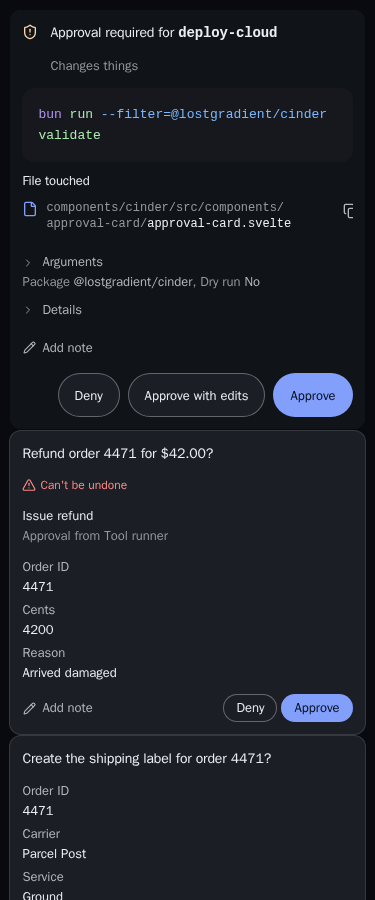 Approval required for deploy-cloud
Changes things
bun run --filter=@lostgradient/cinder
validate
File touched
components/cinder/src/components/
approval-card/approval-card.svelte
Arguments
Package @lostgradient/cinder, Dry run No
Details
Add note
Deny
Approve with edits
Approve
Refund order 4471 for $42.00?
Can't be undone
Issue refund
Approval from Tool runner
Order ID
4471
Cents
4200
Reason
Arrived damaged
Add note
Deny
Approve
Create the shipping label for order 4471?
Order ID
4471
Carrier
Parcel Post
Service
Ground